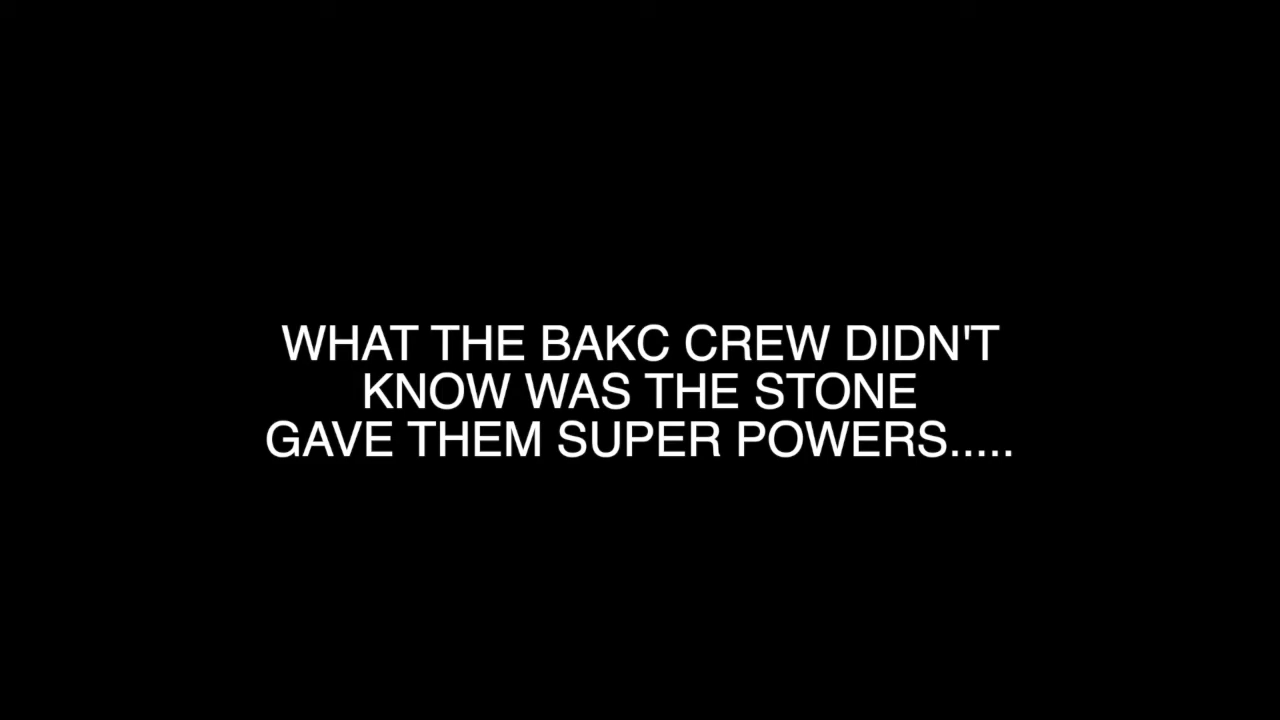 WHAT THE BAKC CREW DIDN'T
KNOW WAS THE STONE
GAVE THEM SUPER POWERS.....